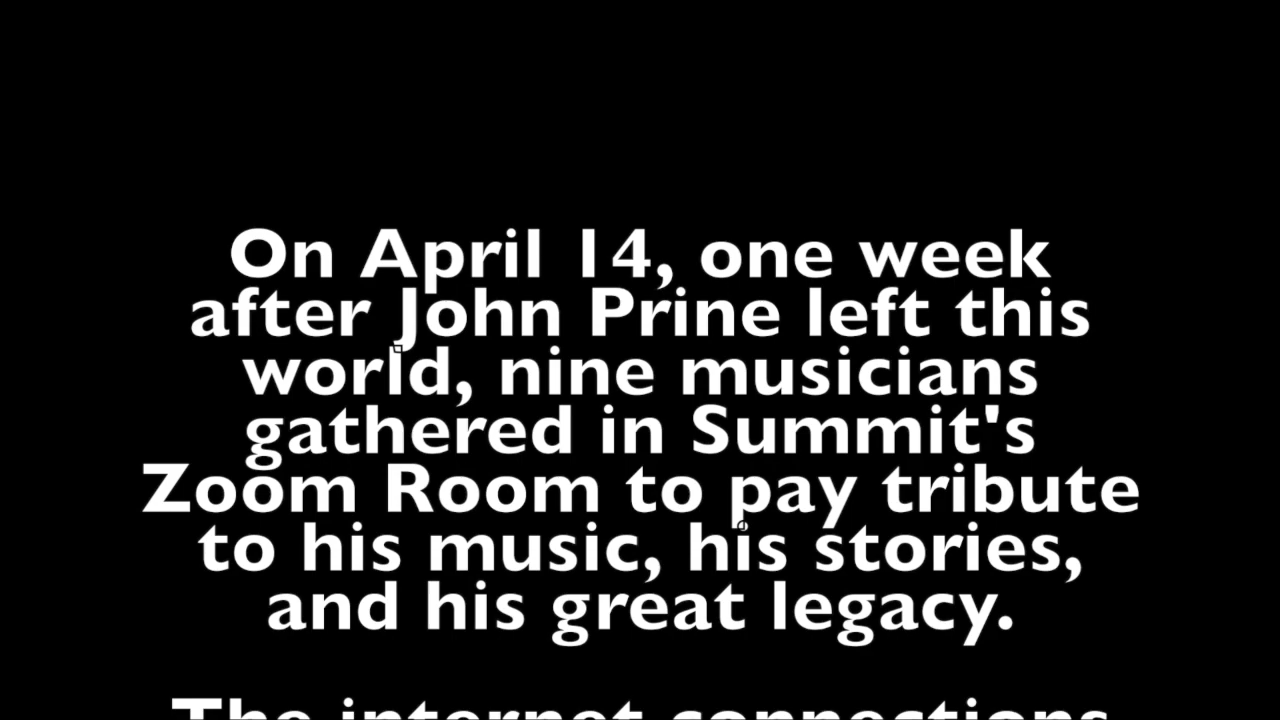 On April 14, one week
after John Prine left this
world, nine musicians
gathered in Summit's
Zoom Room to pay tribute
to his music, his stories,
and his great legacy.
The internet connections